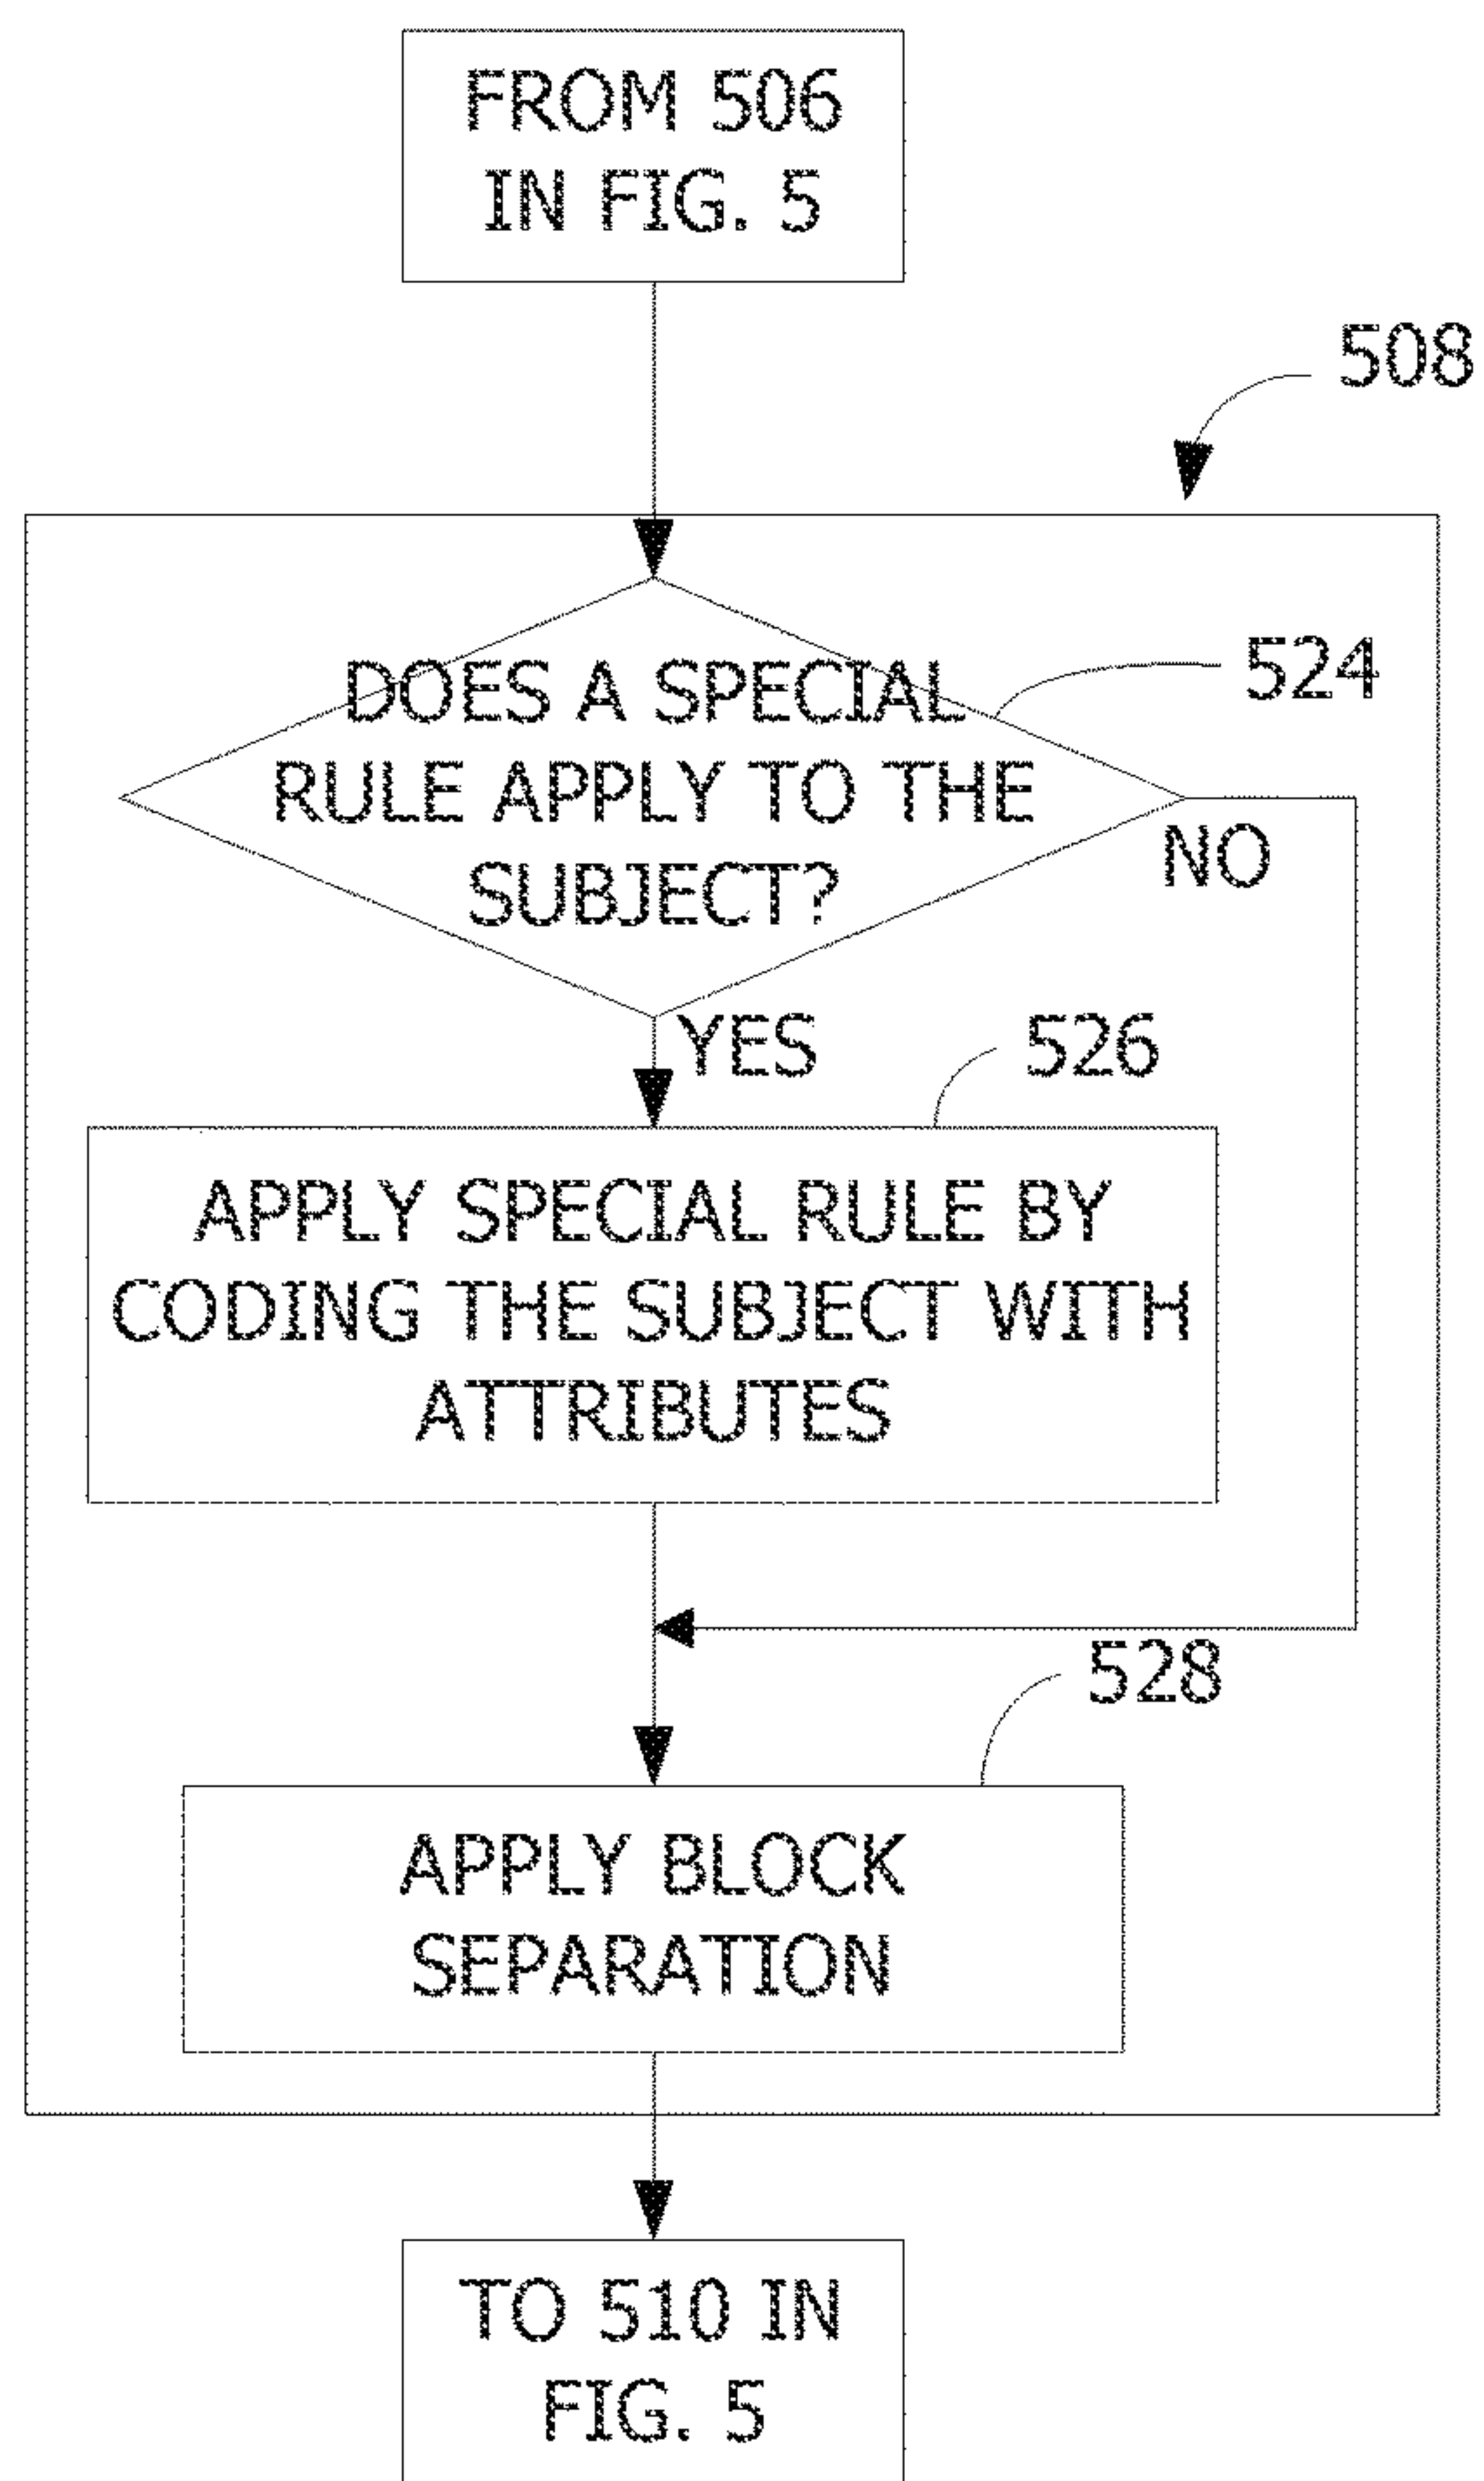 FROM 506
IN FIG. 5
508
DOES A SPECIAL
RULE APPLY TO THE
SUBJECT?
524
NO
YES
526
APPLY SPECIAL RULE BY
CODING THE SUBJECT WITH
ATTRIBUTES
528
APPLY BLOCK
SEPARATION
TO 510 IN
FIG. 5